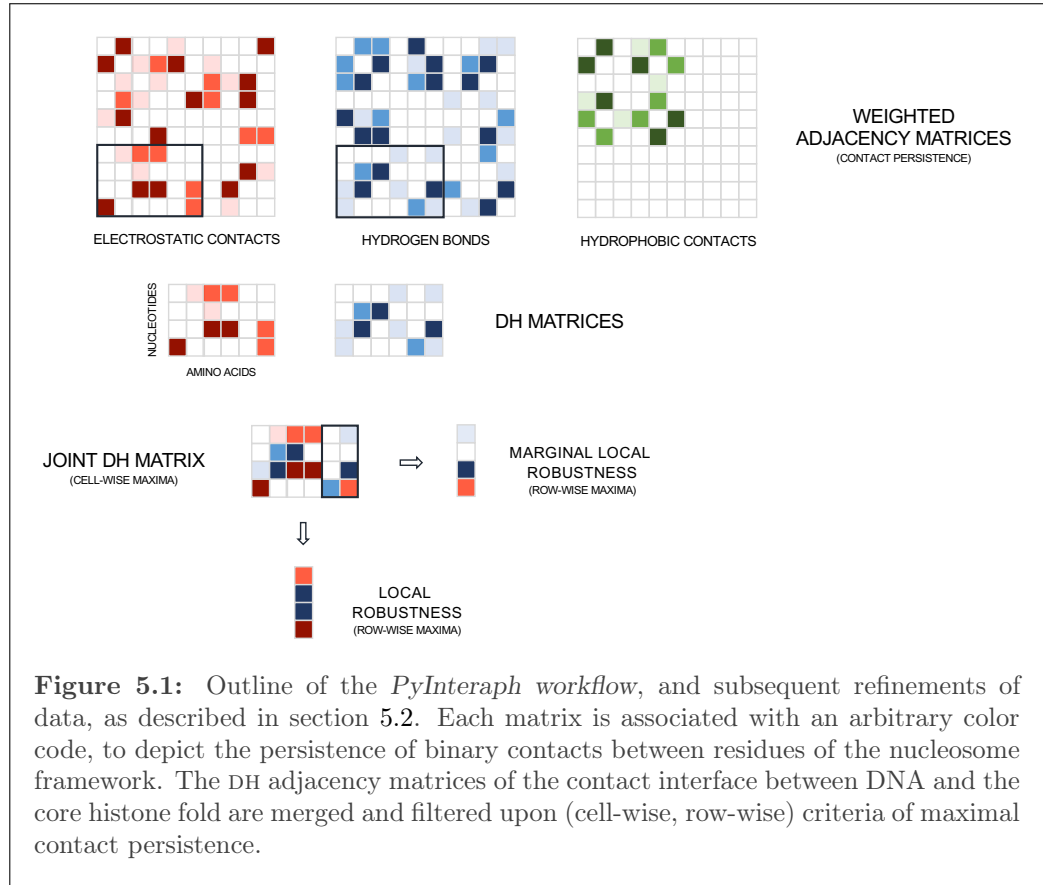 WEIGHTED
ADJACENCY MATRICES
(CONTACT PERSISTENCE)
ELECTROSTATIC CONTACTS
HYDROGEN BONDS
HYDROPHOBIC CONTACTS
NUCLEOTIDES
AMINO ACIDS
DH MATRICES
JOINT DH MATRIX
(CELL-WISE MAXIMA)
MARGINAL LOCAL
ROBUSTNESS
(ROW-WISE MAXIMA)
LOCAL
ROBUSTNESS
(ROW-WISE MAXIMA)
Figure 5.1: Outline of the PyInteraph workflow, and subsequent refinements of
data, as described in section 5.2. Each matrix is associated with an arbitrary color
code, to depict the persistence of binary contacts between residues of the nucleosome
framework. The DH adjacency matrices of the contact interface between DNA and the
core histone fold are merged and filtered upon (cell-wise, row-wise) criteria of maximal
contact persistence.